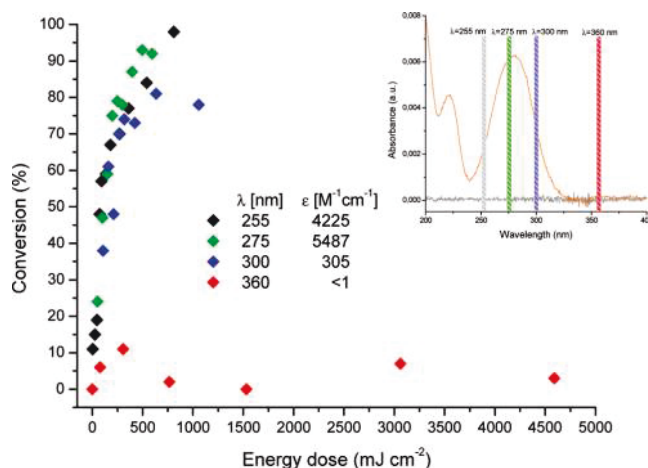 100
90
80
70
60
50
40
30
20
10
0
Conversion (%)
0 500 1000 1500 2000 2500 3000 3500 4000 4500 5000
Energy dose (mJ cm⁻²)
λ [nm] ε [M⁻¹cm⁻¹]
255 4225
275 5487
300 305
360 <1
λ=255 nm λ=275 nm λ=300 nm λ=360 nm
0,008
0,006
0,004
0,002
0,000
Absorbance (a.u.)
200 250 300 350 400
Wavelength (nm)